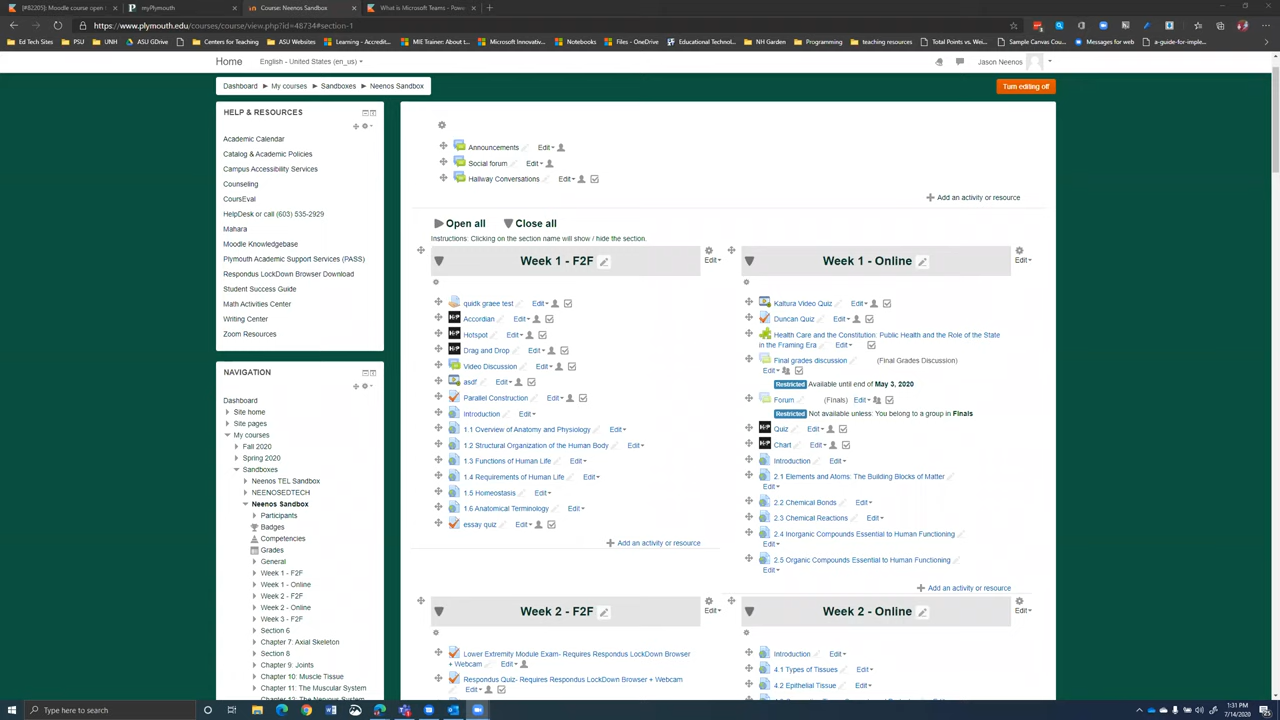 [#82205]: Moodle course open
myPlymouth
Course: Neenos Sandbox
What is Microsoft Teams - Powe
https://www.plymouth.edu/courses/course/view.php?id=48734#section-1
Ed Tech Sites
PSU
UNH
ASU GDrive
Centers for Teaching
ASU Websites
Learning - Accredit...
MIE Trainer: About t...
Microsoft Innovativ...
Notebooks
Files - OneDrive
Educational Technol...
NH Garden
Programming
teaching resources
Total Points vs. Wei...
Sample Canvas Cou...
Messages for web
a-guide-for-imple...
Home
English - United States (en_us)
Jason Neenos
Dashboard
My courses
Sandboxes
Neenos Sandbox
Turn editing off
HELP & RESOURCES
Academic Calendar
Catalog & Academic Policies
Campus Accessibility Services
Counseling
CoursEval
HelpDesk or call (603) 535-2929
Mahara
Moodle Knowledgebase
Plymouth Academic Support Services (PASS)
Respondus LockDown Browser Download
Student Success Guide
Math Activities Center
Writing Center
Zoom Resources
NAVIGATION
Dashboard
Site home
Site pages
My courses
Fall 2020
Spring 2020
Sandboxes
Neenos TEL Sandbox
NEENOSEDTECH
Neenos Sandbox
Participants
Badges
Competencies
Grades
General
Week 1 - F2F
Week 1 - Online
Week 2 - F2F
Week 2 - Online
Week 3 - F2F
Section 6
Chapter 7: Axial Skeleton
Section 8
Chapter 9: Joints
Chapter 10: Muscle Tissue
Chapter 11: The Muscular System
Chapter 12: The Nervous System
Announcements Edit
Social forum Edit
Hallway Conversations Edit
Add an activity or resource
Open all Close all
Instructions: Clicking on the section name will show / hide the section.
Week 1 - F2F
Edit
quidk graee test Edit
Accordian Edit
Hotspot Edit
Drag and Drop Edit
Video Discussion Edit
asdf Edit
Parallel Construction Edit
Introduction Edit
1.1 Overview of Anatomy and Physiology Edit
1.2 Structural Organization of the Human Body Edit
1.3 Functions of Human Life Edit
1.4 Requirements of Human Life Edit
1.5 Homeostasis Edit
1.6 Anatomical Terminology Edit
essay quiz Edit
Add an activity or resource
Week 1 - Online
Edit
Kaltura Video Quiz Edit
Duncan Quiz Edit
Health Care and the Constitution: Public Health and the Role of the State
in the Framing Era Edit
Final grades discussion (Final Grades Discussion)
Edit
Restricted Available until end of May 3, 2020
Forum (Finals) Edit
Restricted Not available unless: You belong to a group in Finals
Quiz Edit
Chart Edit
Introduction Edit
2.1 Elements and Atoms: The Building Blocks of Matter
Edit
2.2 Chemical Bonds Edit
2.3 Chemical Reactions Edit
2.4 Inorganic Compounds Essential to Human Functioning
Edit
2.5 Organic Compounds Essential to Human Functioning
Edit
Add an activity or resource
Week 2 - F2F
Edit
Lower Extremity Module Exam- Requires Respondus LockDown Browser
+ Webcam Edit
Respondus Quiz- Requires Respondus LockDown Browser + Webcam
Edit
Week 2 - Online
Edit
Introduction Edit
4.1 Types of Tissues Edit
4.2 Epithelial Tissue Edit
Type here to search
1:31 PM
7/14/2020